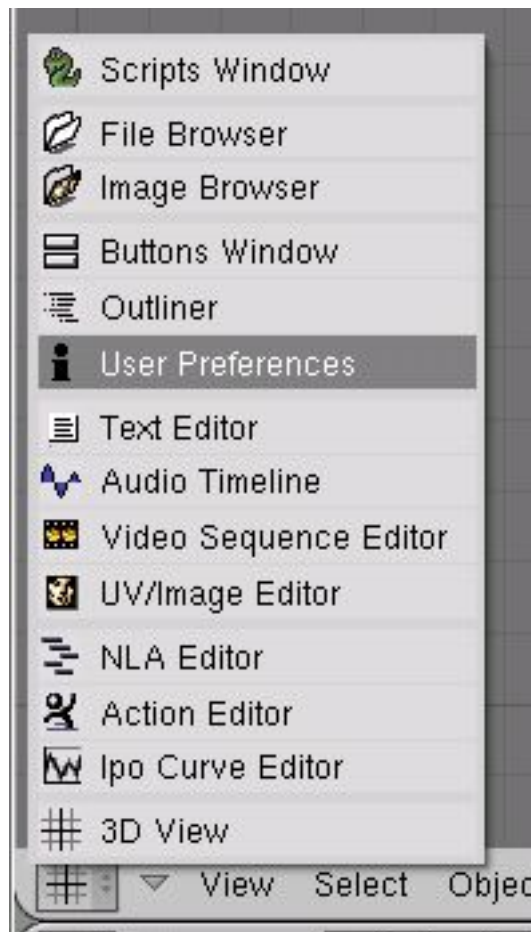 Scripts Window
File Browser
Image Browser
Buttons Window
Outliner
User Preferences
Text Editor
Audio Timeline
Video Sequence Editor
UV/Image Editor
NLA Editor
Action Editor
Ipo Curve Editor
3D View
View Select Objec